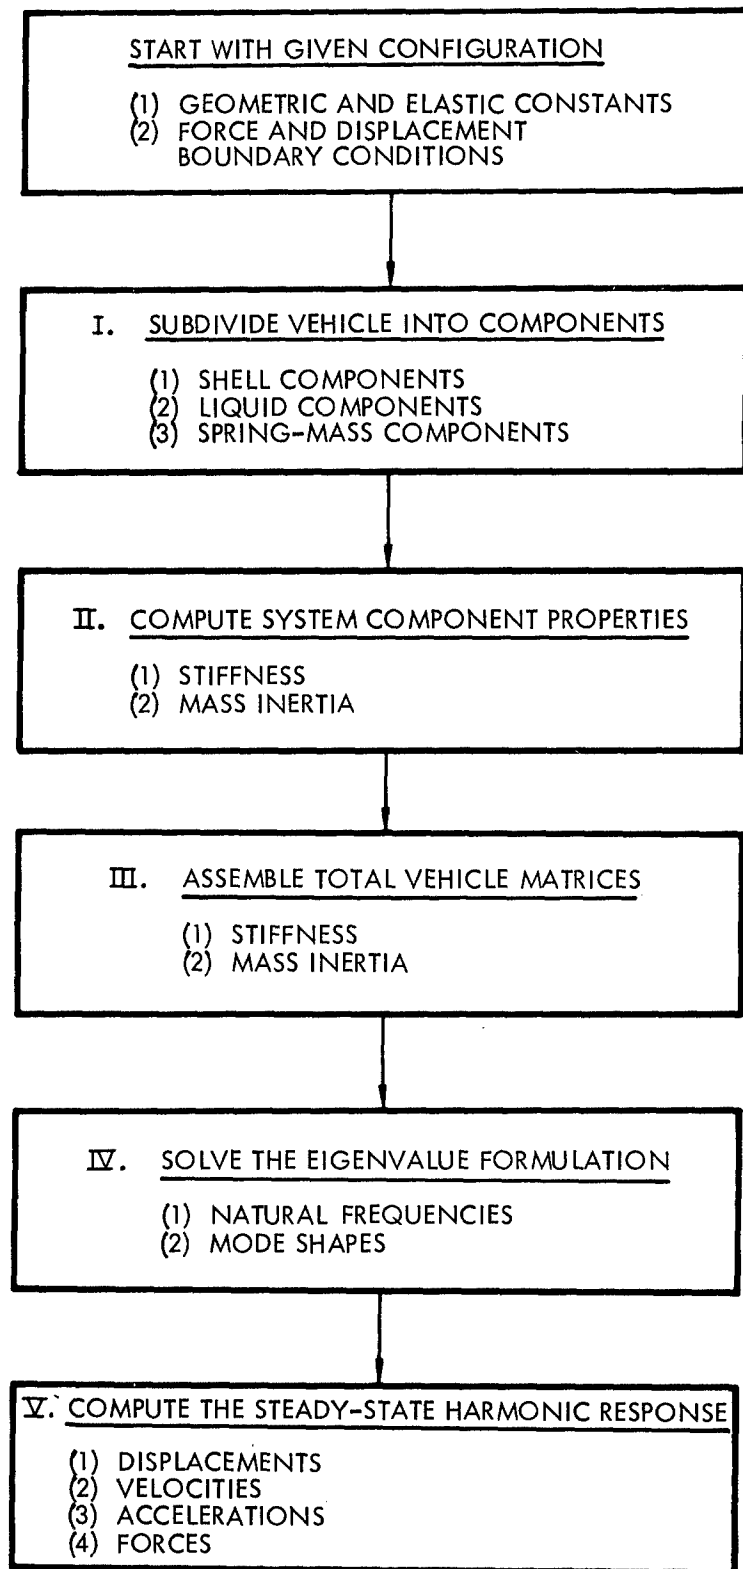 START WITH GIVEN CONFIGURATION
(1) GEOMETRIC AND ELASTIC CONSTANTS
(2) FORCE AND DISPLACEMENT
BOUNDARY CONDITIONS
I. SUBDIVIDE VEHICLE INTO COMPONENTS
(1) SHELL COMPONENTS
(2) LIQUID COMPONENTS
(3) SPRING-MASS COMPONENTS
II. COMPUTE SYSTEM COMPONENT PROPERTIES
(1) STIFFNESS
(2) MASS INERTIA
III. ASSEMBLE TOTAL VEHICLE MATRICES
(1) STIFFNESS
(2) MASS INERTIA
IV. SOLVE THE EIGENVALUE FORMULATION
(1) NATURAL FREQUENCIES
(2) MODE SHAPES
V. COMPUTE THE STEADY-STATE HARMONIC RESPONSE
(1) DISPLACEMENTS
(2) VELOCITIES
(3) ACCELERATIONS
(4) FORCES